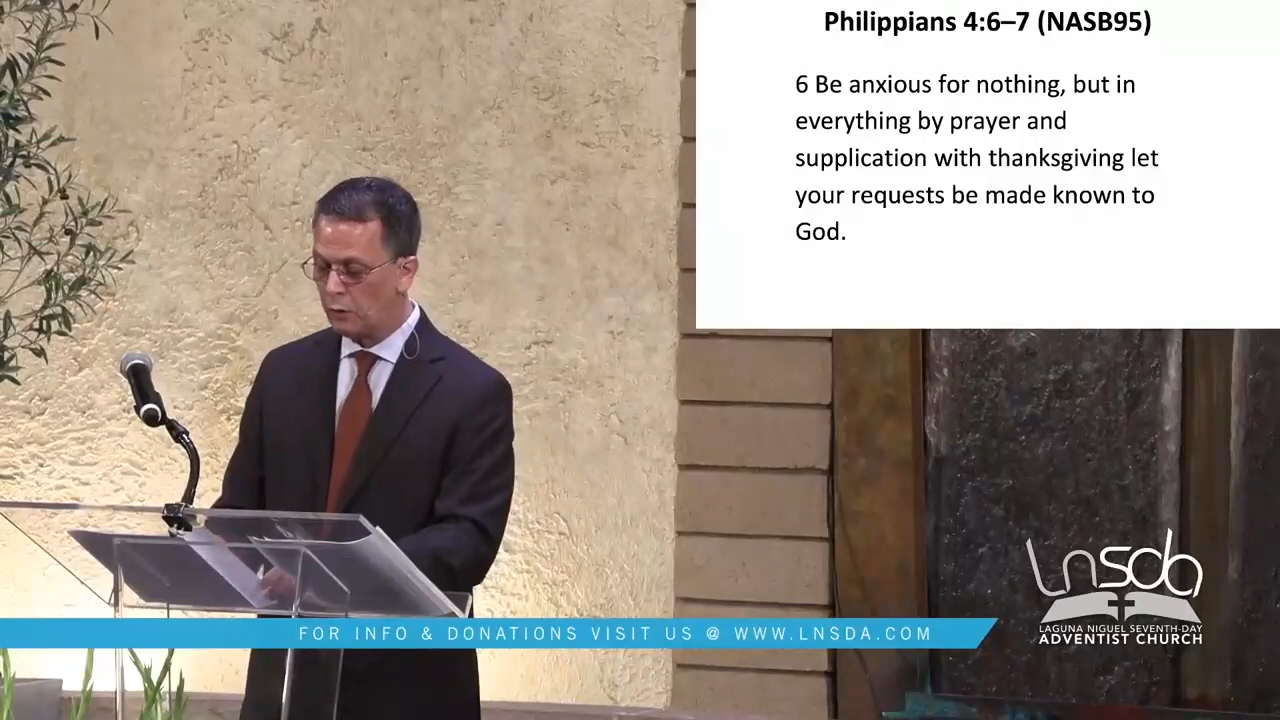 Philippians 4:6–7 (NASB95)
6 Be anxious for nothing, but in
everything by prayer and
supplication with thanksgiving let
your requests be made known to
God.
lnsda
LAGUNA NIGUEL SEVENTH-DAY
ADVENTIST CHURCH
FOR INFO & DONATIONS VISIT US @ WWW.LNSDA.COM